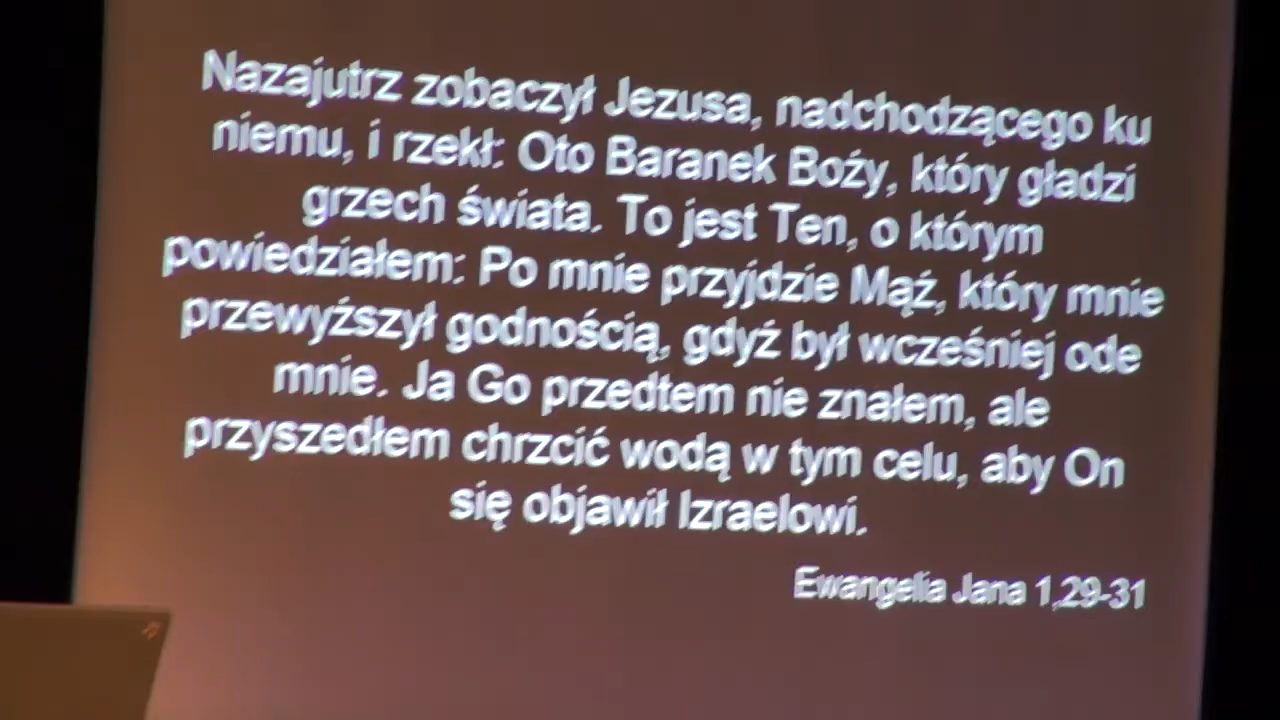 Nazajutrz zobaczył Jezusa, nadchodzącego ku
niemu, i rzekł: Oto Baranek Boży, który gładzi
grzech świata. To jest Ten, o którym
powiedziałem: Po mnie przyjdzie Mąż, który mnie
przewyższył godnością, gdyż był wcześniej ode
mnie. Ja Go przedtem nie znałem, ale
przyszedłem chrzcić wodą w tym celu, aby On
się objawił Izraelowi.
Ewangelia Jana 1,29-31